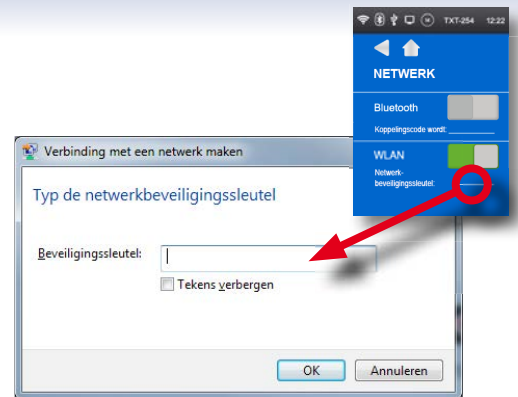 TXT-254 12:22
NETWERK
Bluetooth
Koppelingscode wordt:
WLAN
Netwerk-
beveiligingssleutel:
Verbinding met een netwerk maken
Typ de netwerkbeveiligingssleutel
Beveiligingssleutel:
Tekens verbergen
OK Annuleren